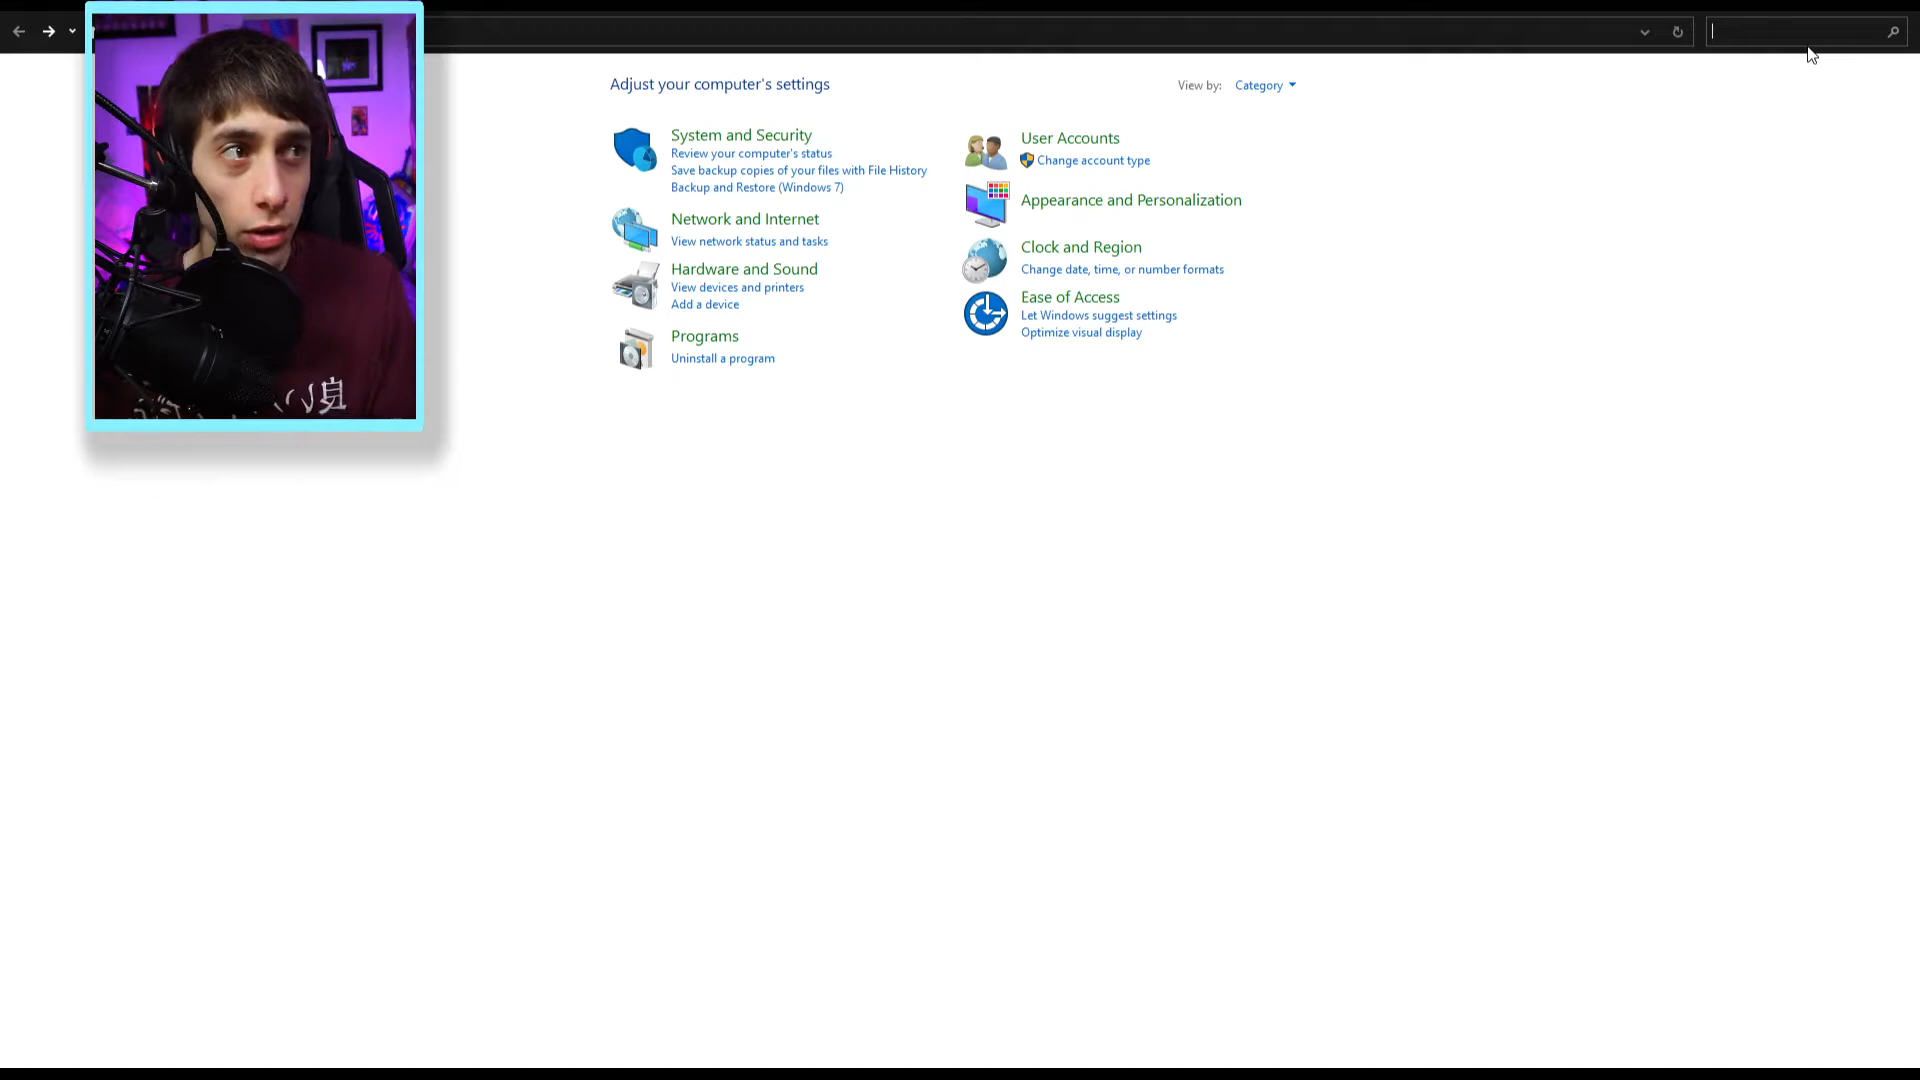 Adjust your computer's settings
View by: Category
System and Security
Review your computer's status
Save backup copies of your files with File History
Backup and Restore (Windows 7)
Network and Internet
View network status and tasks
Hardware and Sound
View devices and printers
Add a device
Programs
Uninstall a program
User Accounts
Change account type
Appearance and Personalization
Clock and Region
Change date, time, or number formats
Ease of Access
Let Windows suggest settings
Optimize visual display